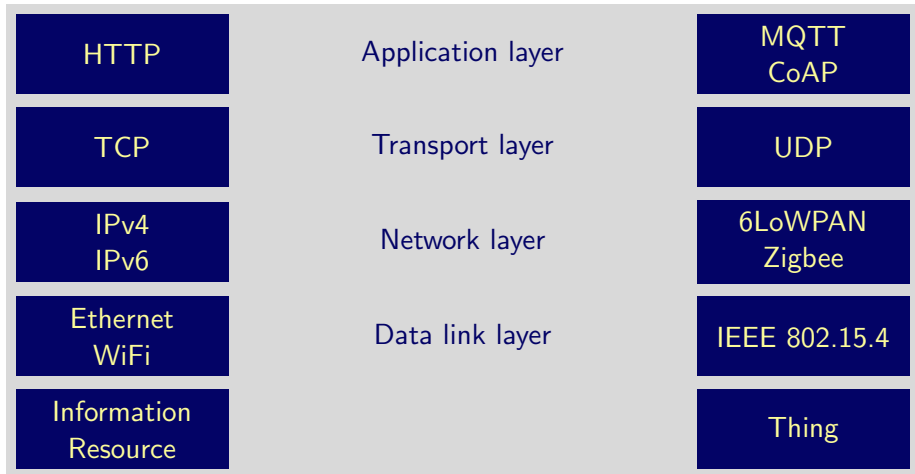 HTTP
Application layer
MQTT
CoAP
TCP
Transport layer
UDP
IPv4
IPv6
Network layer
6LoWPAN
Zigbee
Ethernet
WiFi
Data link layer
IEEE 802.15.4
Information
Resource
Thing